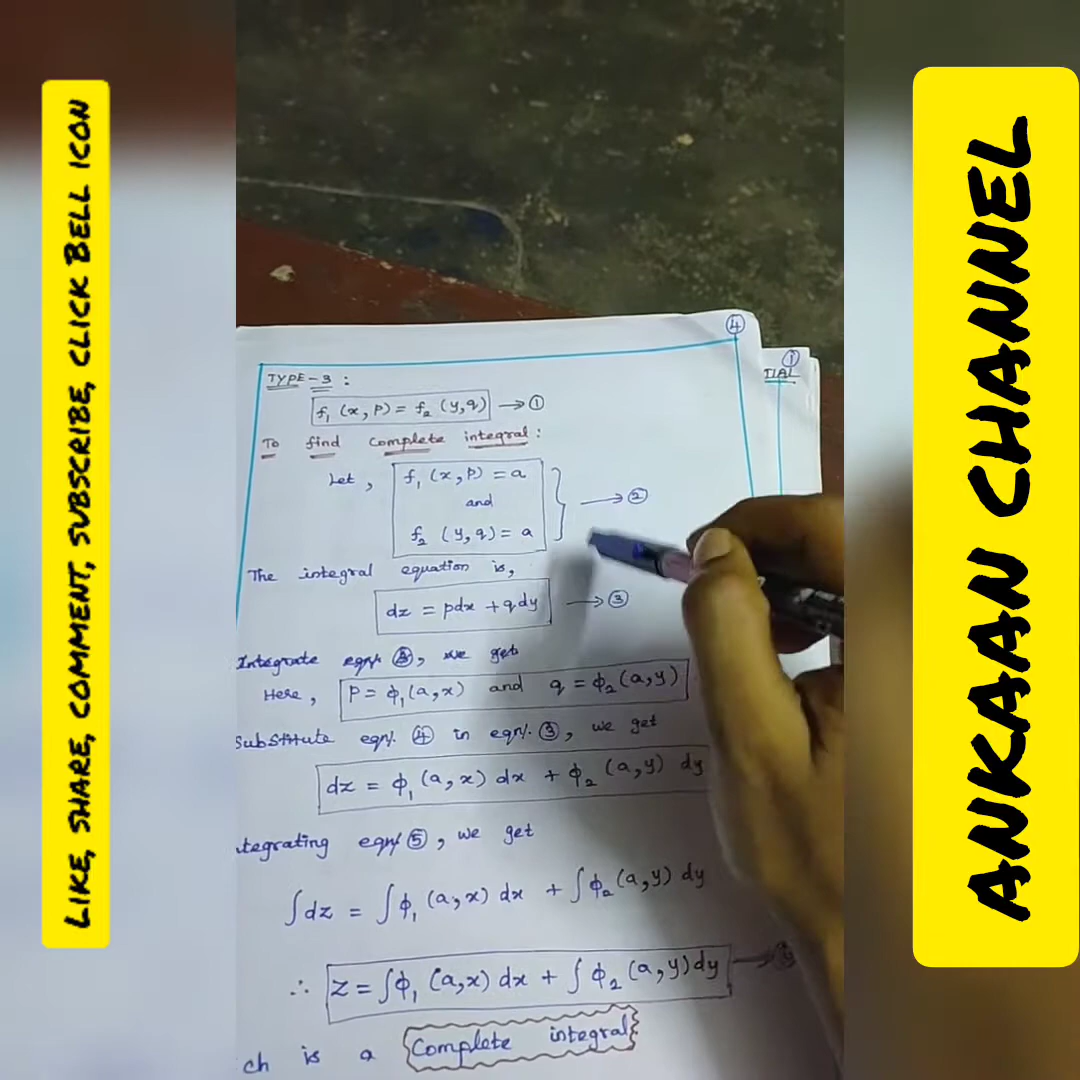 LIKE, SHARE, COMMENT, SUBSCRIBE, CLICK BELL ICON
④
①
TIAL
TYPE-3 :
f₁ (x, p) = f₂ (y, q) → ①
To find Complete integral :
Let, f₁ (x, p) = a
and → ②
f₂ (y, q) = a
The integral equation is,
dz = pdx + qdy → ③
Integrate eqn. we get
Here, P = ϕ₁(a, x) and q = ϕ₂(a, y)
Substitute eqn. ④ in eqn. ③, we get
dz = ϕ₁ (a, x) dx + ϕ₂ (a, y) dy
tegrating eqn. ⑤, we get
∫dz = ∫ϕ₁ (a, x) dx + ∫ϕ₂ (a, y) dy
∴ z = ∫ϕ₁ (a, x) dx + ∫ϕ₂ (a, y) dy →
ch is a Complete integral
ANKAAN CHANNEL